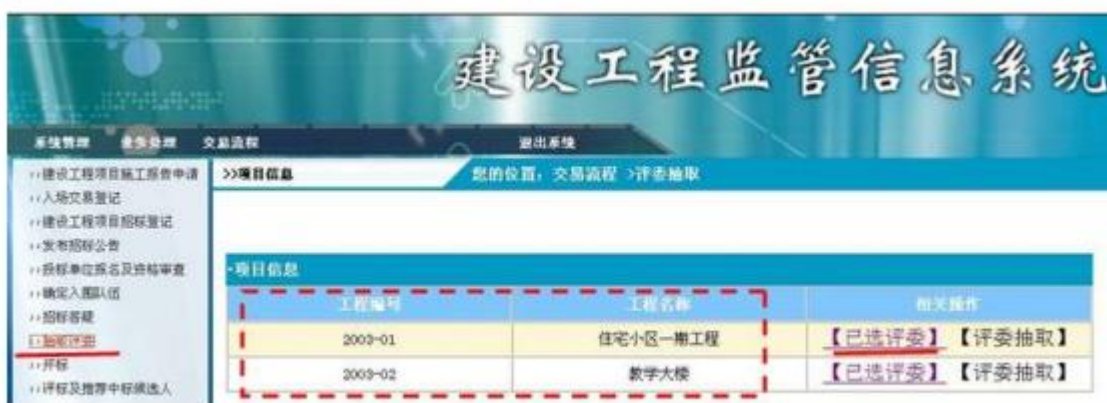 建设工程监管信息系统
系统管理 业务处理 交易流程 退出系统
>>建设工程项目施工报告申请
>>项目信息
您的位置：交易流程 >评委抽取
>>入场交易登记
>>建设工程项目招标登记
>>发布招标公告
>>投标单位报名及资格审查
>>确定入围队伍
>>招标答疑
>>抽取评委
>>开标
>>评标及推荐中标候选人
·项目信息
工程编号 工程名称 相关操作
2003-01 住宅小区一期工程 【已选评委】 【评委抽取】
2003-02 教学大楼 【已选评委】 【评委抽取】